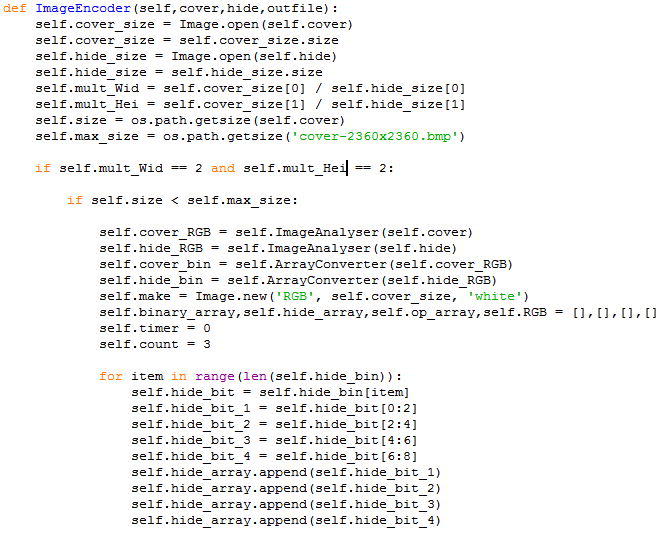 def ImageEncoder(self,cover,hide,outfile):
    self.cover_size = Image.open(self.cover)
    self.cover_size = self.cover_size.size
    self.hide_size = Image.open(self.hide)
    self.hide_size = self.hide_size.size
    self.mult_Wid = self.cover_size[0] / self.hide_size[0]
    self.mult_Hei = self.cover_size[1] / self.hide_size[1]
    self.size = os.path.getsize(self.cover)
    self.max_size = os.path.getsize('cover-2360x2360.bmp')
    if self.mult_Wid == 2 and self.mult_Hei == 2:
        if self.size < self.max_size:
            self.cover_RGB = self.ImageAnalyser(self.cover)
            self.hide_RGB = self.ImageAnalyser(self.hide)
            self.cover_bin = self.ArrayConverter(self.cover_RGB)
            self.hide_bin = self.ArrayConverter(self.hide_RGB)
            self.make = Image.new('RGB', self.cover_size, 'white')
            self.binary_array,self.hide_array,self.op_array,self.RGB = [],[],[],[]
            self.timer = 0
            self.count = 3
            for item in range(len(self.hide_bin)):
                self.hide_bit = self.hide_bin[item]
                self.hide_bit_1 = self.hide_bit[0:2]
                self.hide_bit_2 = self.hide_bit[2:4]
                self.hide_bit_3 = self.hide_bit[4:6]
                self.hide_bit_4 = self.hide_bit[6:8]
                self.hide_array.append(self.hide_bit_1)
                self.hide_array.append(self.hide_bit_2)
                self.hide_array.append(self.hide_bit_3)
                self.hide_array.append(self.hide_bit_4)